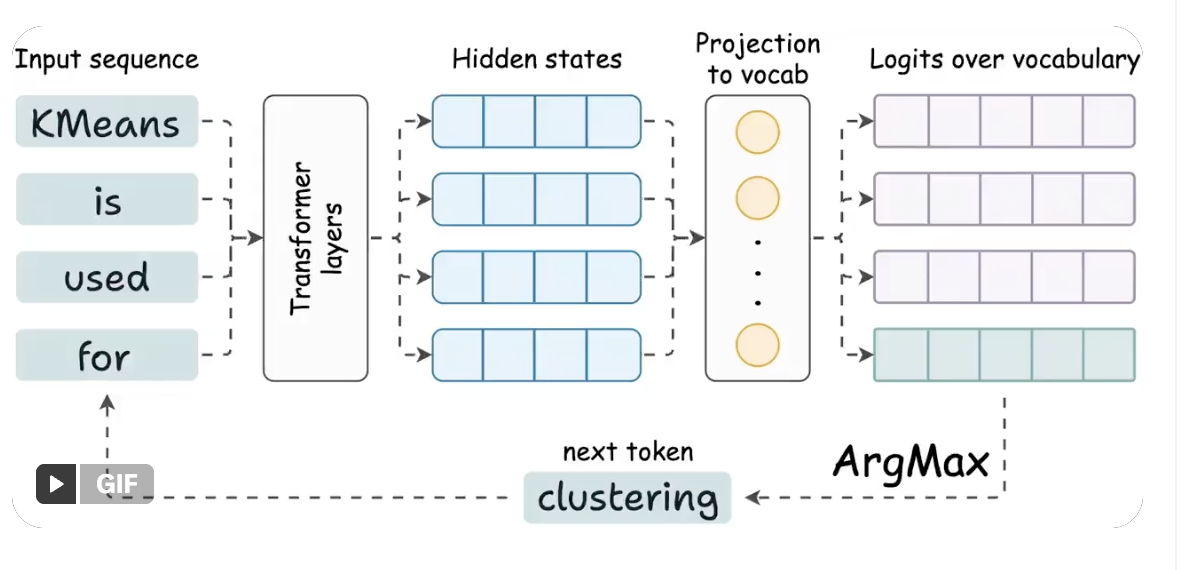 Input sequence
Hidden states
Projection
to vocab
Logits over vocabulary
KMeans
is
used
for
Transformer
layers
next token
clustering
ArgMax
GIF